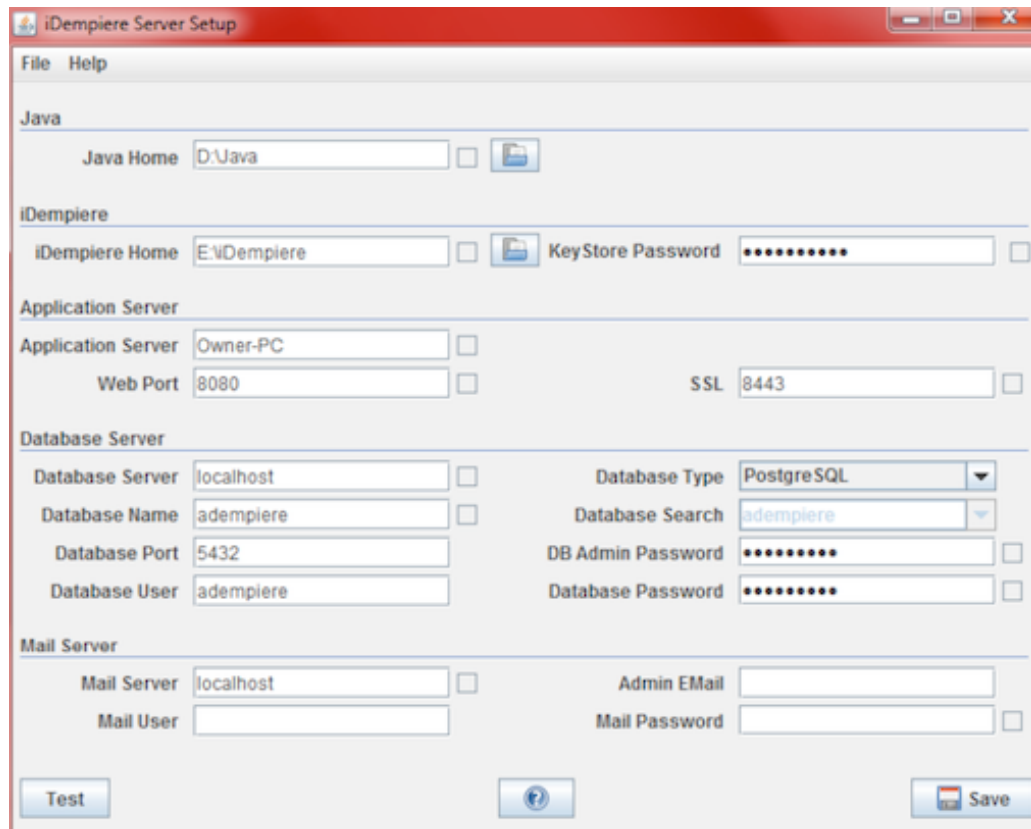 iDempiere Server Setup
File Help
Java
Java Home D:\Java
iDempiere
iDempiere Home E:\iDempiere KeyStore Password ••••••••••
Application Server
Application Server Owner-PC
Web Port 8080 SSL 8443
Database Server
Database Server localhost Database Type PostgreSQL
Database Name adempiere Database Search adempiere
Database Port 5432 DB Admin Password •••••••••
Database User adempiere Database Password •••••••••
Mail Server
Mail Server localhost Admin EMail
Mail User Mail Password
Test ? Save